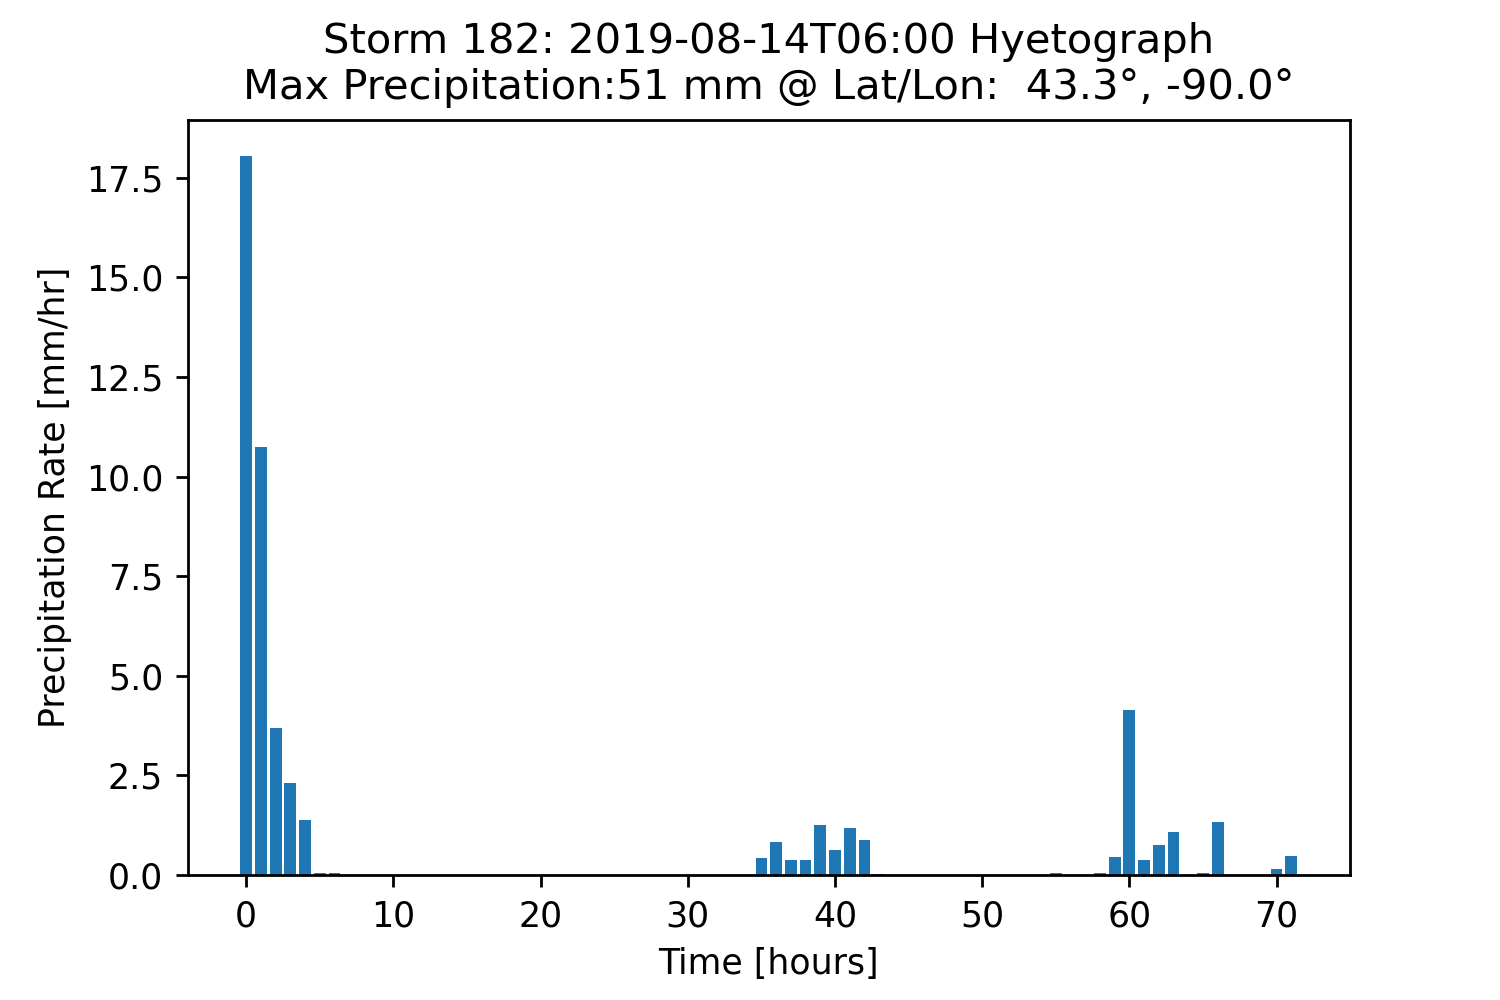 Storm 182: 2019-08-14T06:00 Hyetograph
Max Precipitation:51 mm @ Lat/Lon:  43.3°, -90.0°
Precipitation Rate [mm/hr]
17.5
15.0
12.5
10.0
7.5
5.0
2.5
0.0
0 10 20 30 40 50 60 70
Time [hours]